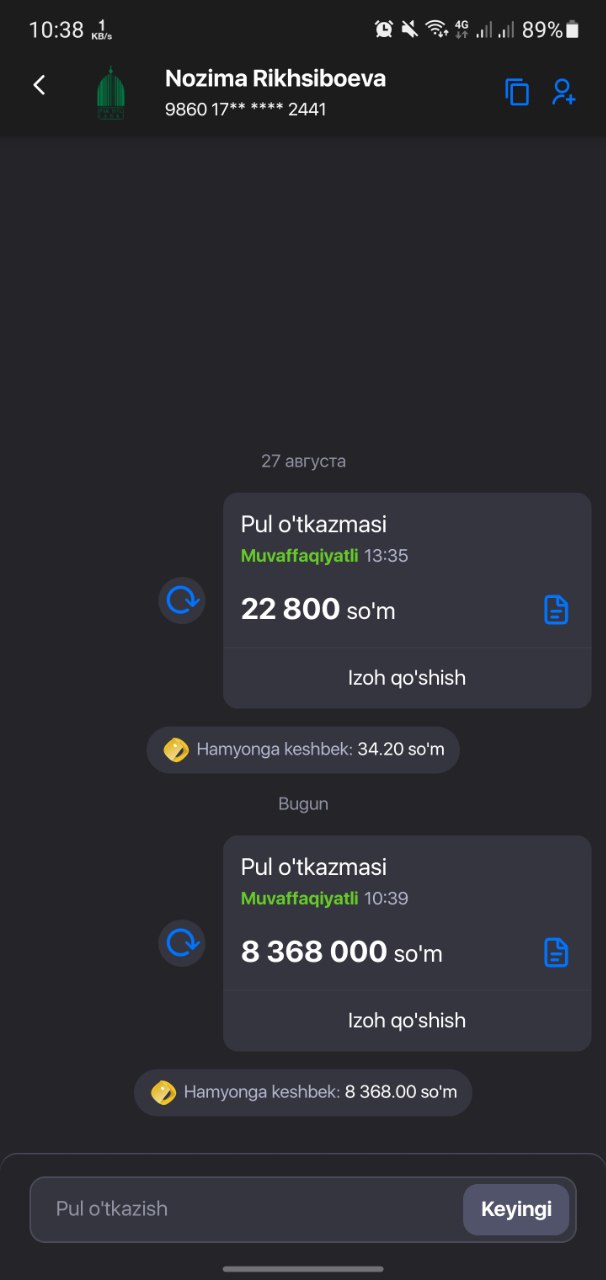 10:38 1 KB/s 4G 89%
Nozima Rikhsiboeva
9860 17** **** 2441
27 августа
Pul o'tkazmasi
Muvaffaqiyatli 13:35
22 800 so'm
Izoh qo'shish
Hamyonga keshbek: 34.20 so'm
Bugun
Pul o'tkazmasi
Muvaffaqiyatli 10:39
8 368 000 so'm
Izoh qo'shish
Hamyonga keshbek: 8 368.00 so'm
Pul o'tkazish
Keyingi